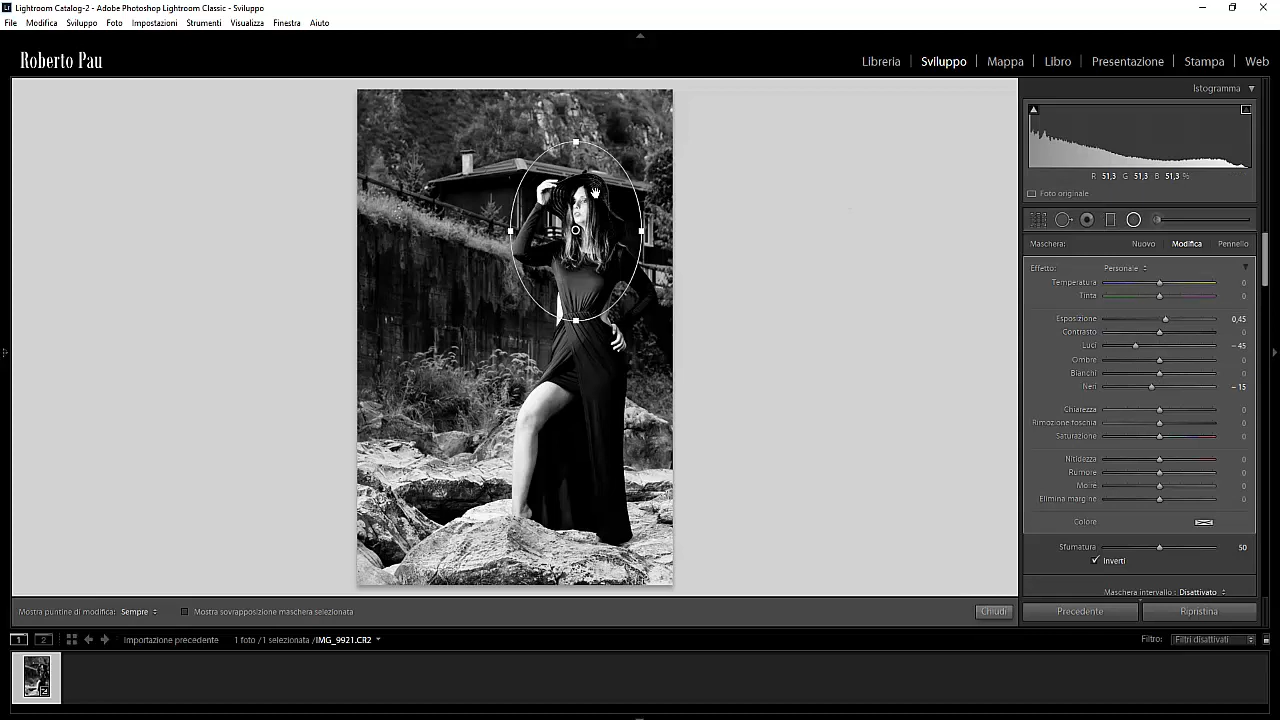 Lightroom Catalog-2 - Adobe Photoshop Lightroom Classic - Sviluppo
File Modifica Sviluppo Foto Impostazioni Strumenti Visualizza Finestra Aiuto
Roberto Pau
Libreria | Sviluppo | Mappa | Libro | Presentazione | Stampa | Web
Istogramma
R 51,3 G 51,3 B 51,3 %
Foto originale
Maschera: Nuovo Modifica Pennello
Effetto: Personale
Temperatura 0
Tinta 0
Esposizione 0,45
Contrasto 0
Luci – 45
Ombre 0
Bianchi 0
Neri – 15
Chiarezza 0
Rimozione foschia 0
Saturazione 0
Nitidezza 0
Rumore 0
Moire 0
Elimina margine 0
Colore
Sfumatura 50
Inverti
Maschera intervallo : Disattivato
Mostra puntine di modifica: Sempre Mostra sovrapposizione maschera selezionata Chiudi
Precedente Ripristina
1 2 Importazione precedente 1 foto /1 selezionata /IMG_9921.CR2 Filtro: Filtri disattivati